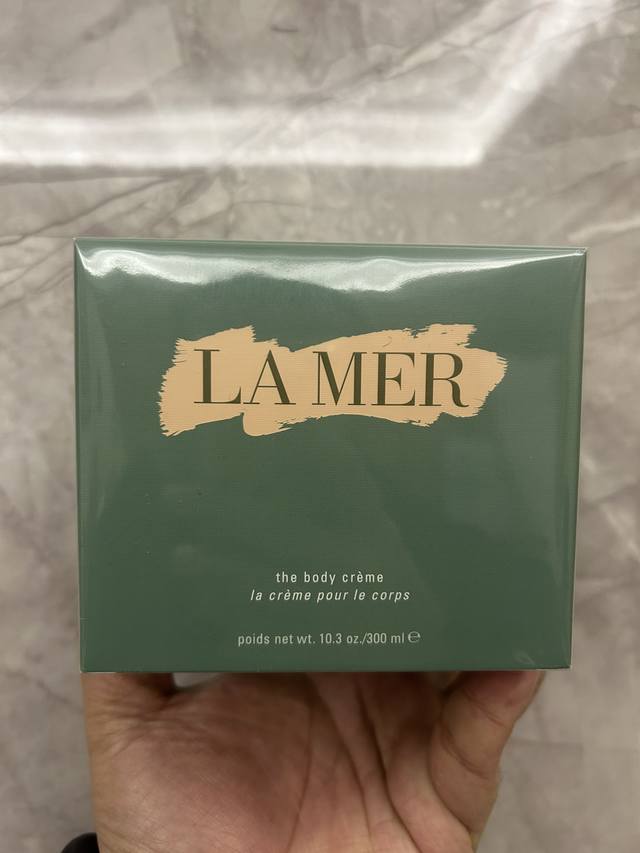 LA MER
the body crème
la crème pour le corps
poids net wt. 10.3 oz./300 ml ℮